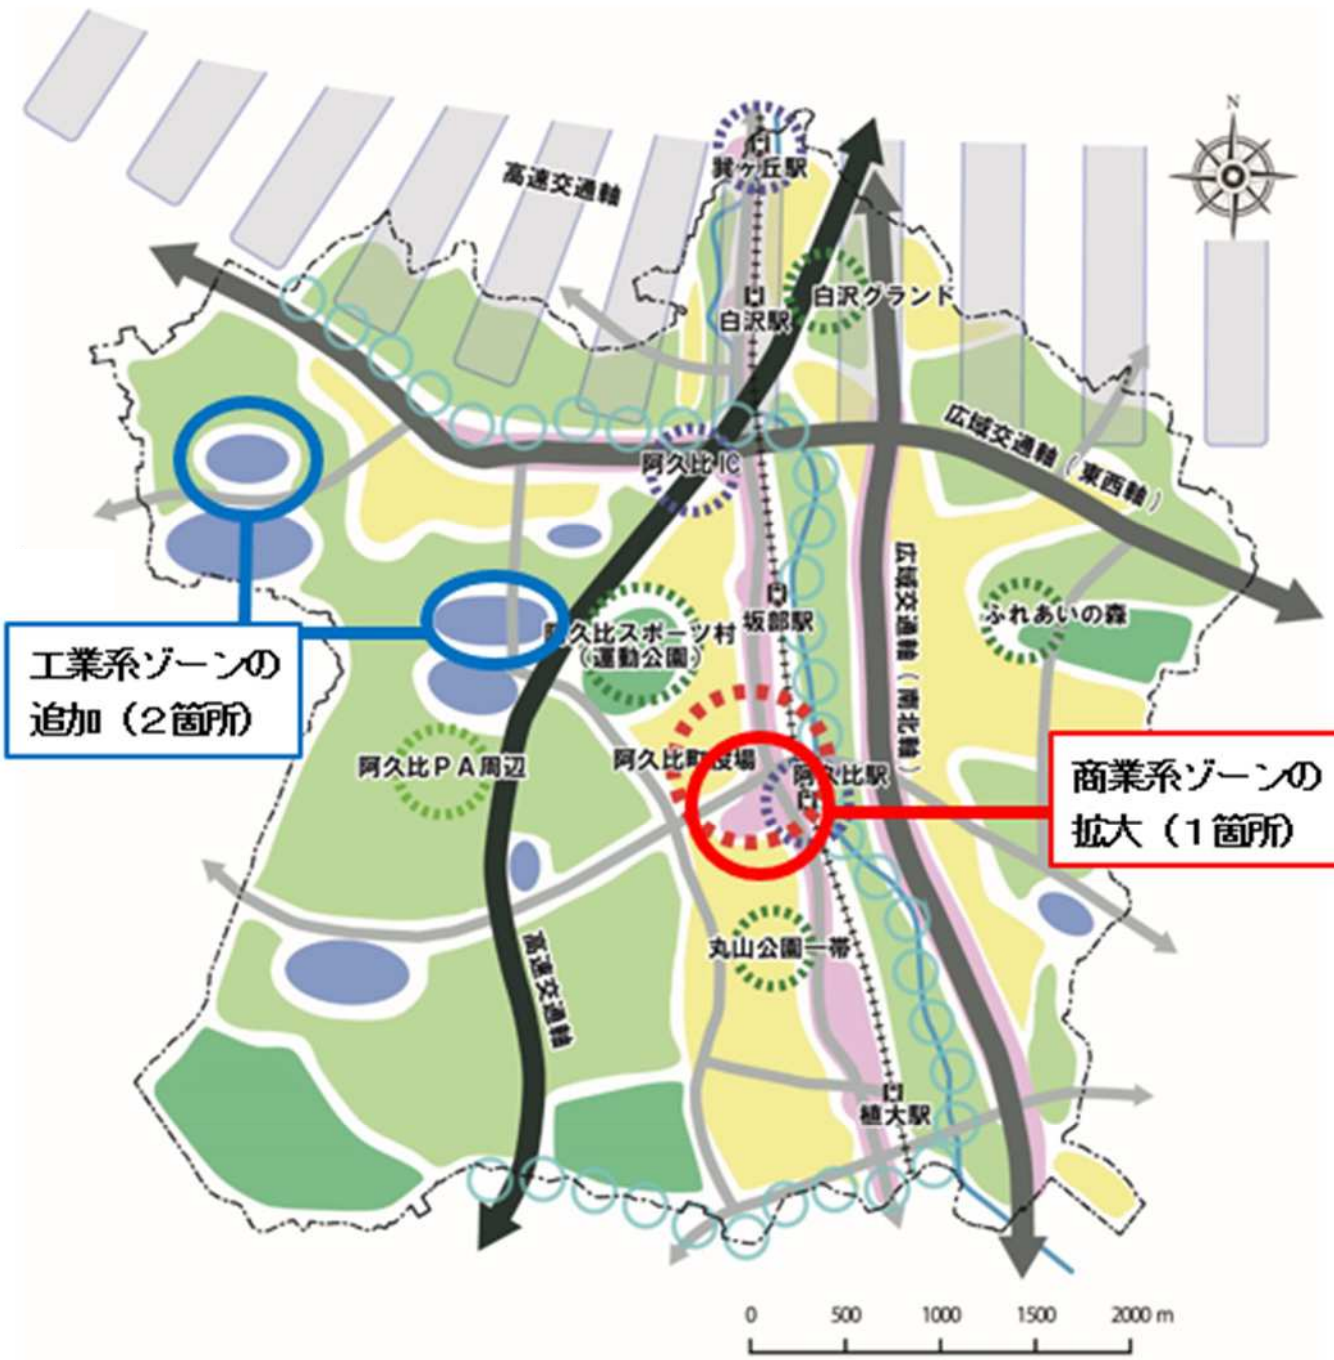 N
巽ヶ丘駅
高速交通軸
白沢グランド
白沢駅
広域交通軸(東西軸)
阿久比IC
広域交通軸(南北軸)
坂部駅
ふれあいの森
阿久比スポーツ村
(運動公園)
工業系ゾーンの
追加(2箇所)
阿久比PA周辺
阿久比町役場
阿久比駅
商業系ゾーンの
拡大(1箇所)
丸山公園一帯
高速交通軸
植大駅
0 500 1000 1500 2000 m